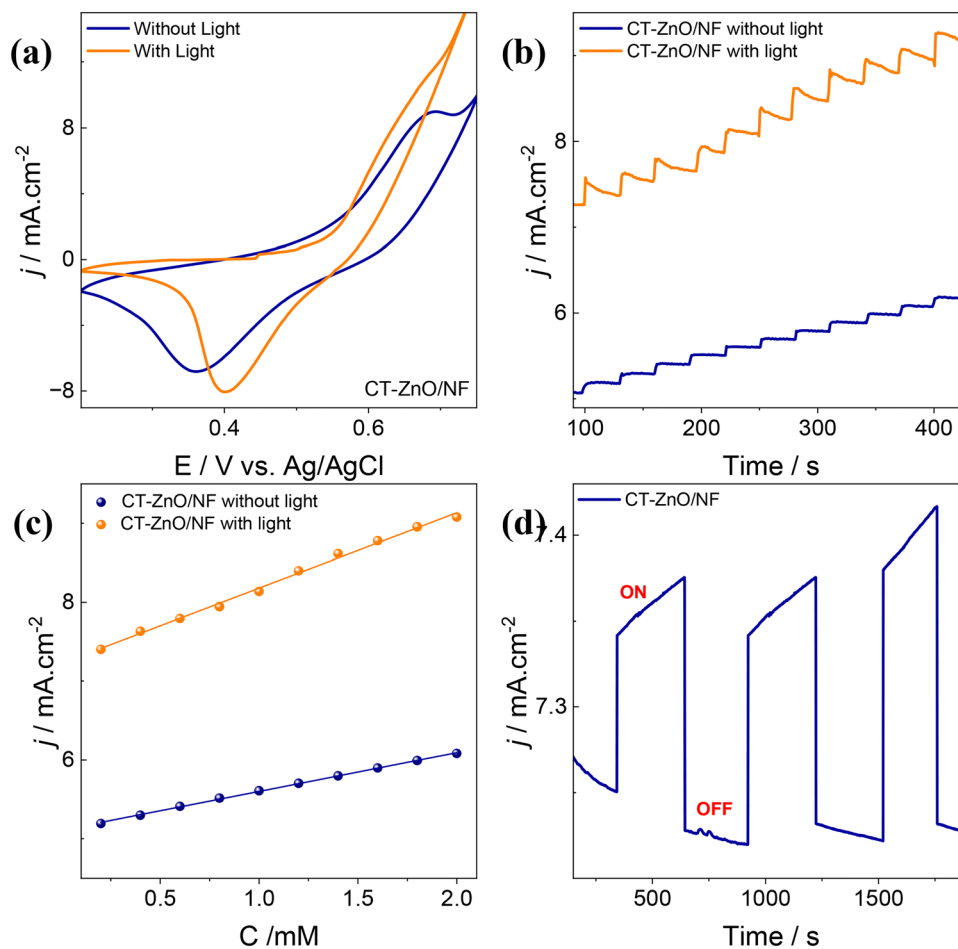 (a)
Without Light
With Light
8
0
−8
j / mA.cm-2
0.4
0.6
E / V vs. Ag/AgCl
CT-ZnO/NF
(b)
CT-ZnO/NF without light
CT-ZnO/NF with light
8
6
j / mA.cm-2
100
200
300
400
Time / s
(c)
CT-ZnO/NF without light
CT-ZnO/NF with light
8
6
j / mA.cm-2
0.5
1.0
1.5
2.0
C /mM
(d)
CT-ZnO/NF
7.4
7.3
j / mA.cm-2
ON
OFF
500
1000
1500
Time / s